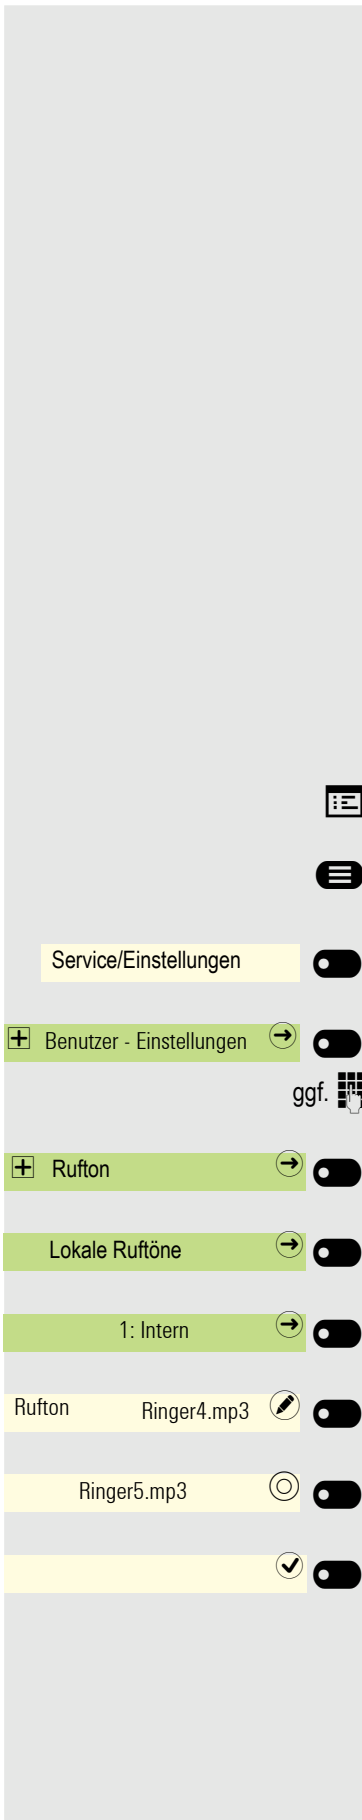 Service/Einstellungen
Benutzer - Einstellungen
ggf.
Rufton
Lokale Ruftöne
1: Intern
Rufton Ringer4.mp3
Ringer5.mp3